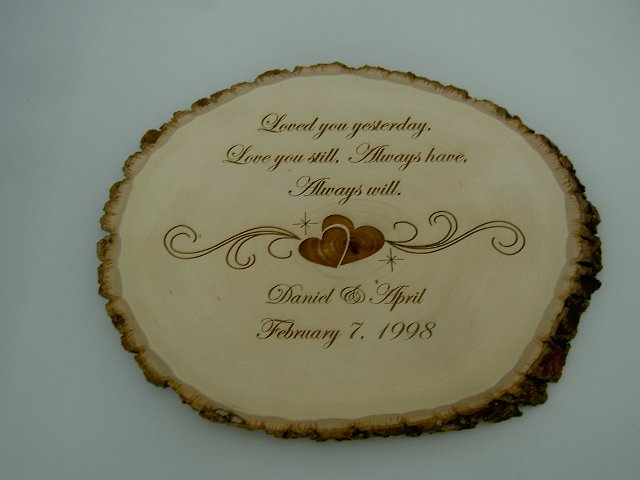 Loved you yesterday.
Love you still, Always have,
Always will.
Daniel & April
February 7, 1998